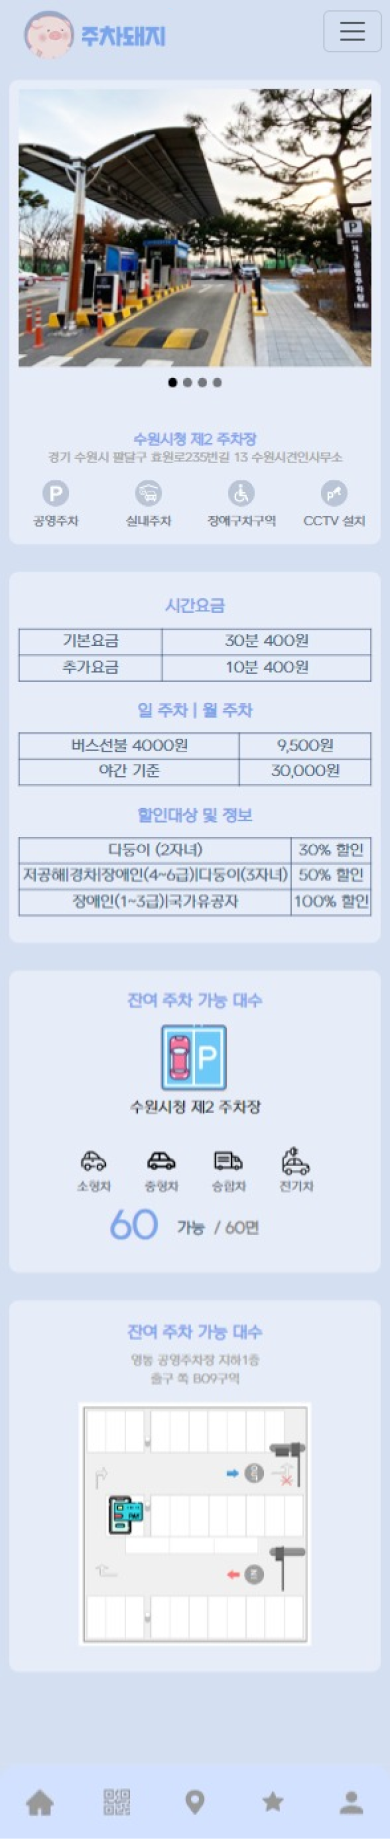 주차돼지
P
제3공영주차장
수원시청 제2 주차장
경기 수원시 팔달구 효원로235번길 13 수원시견인사무소
P
공영주차
실내주차
장애구차구역
CCTV 설치
시간요금
기본요금 30분 400원
추가요금 10분 400원
일 주차 | 월 주차
버스선불 4000원 9,500원
야간 기준 30,000원
할인대상 및 정보
다둥이 (2자녀) 30% 할인
저공해|경차|장애인(4~6급)|다둥이(3자녀) 50% 할인
장애인(1~3급)|국가유공자 100% 할인
잔여 주차 가능 대수
P
수원시청 제2 주차장
소형차 중형차 승합차 전기차
60 가능 / 60면
잔여 주차 가능 대수
영통 공영주차장 지하1층
출구 쪽 B09구역
OUT
PAY
IN